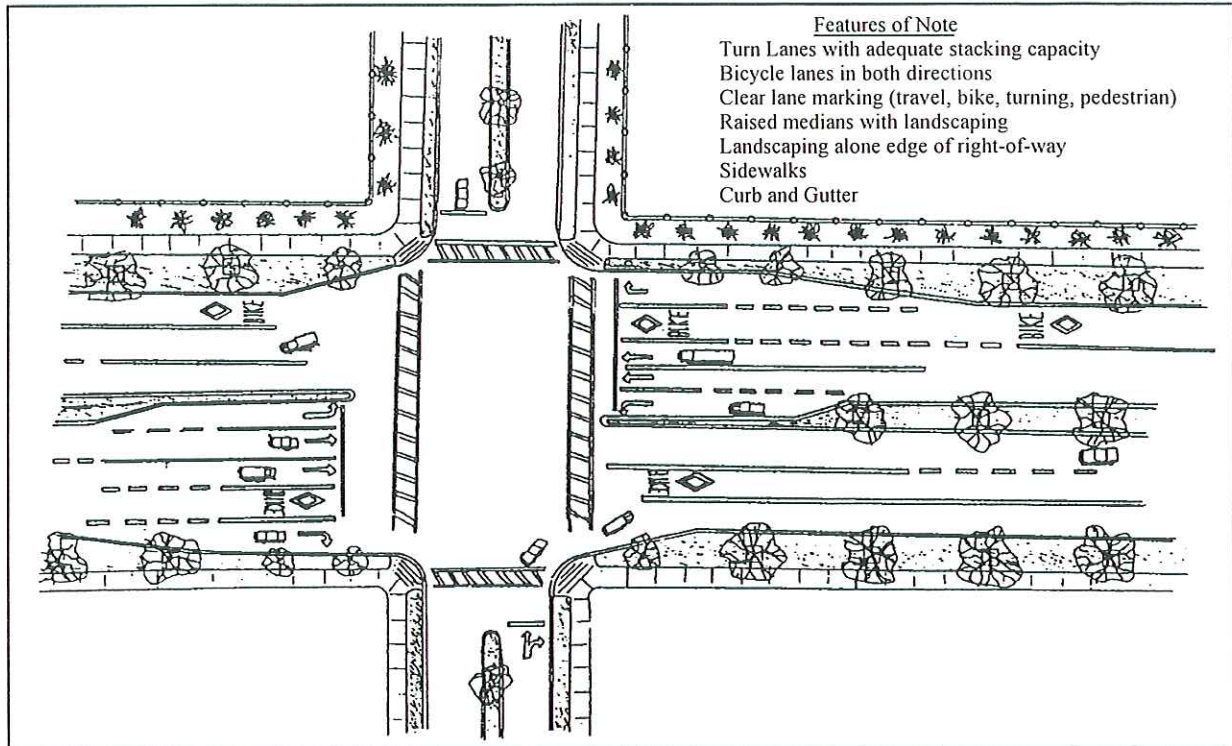 Features of Note
Turn Lanes with adequate stacking capacity
Bicycle lanes in both directions
Clear lane marking (travel, bike, turning, pedestrian)
Raised medians with landscaping
Landscaping alone edge of right-of-way
Sidewalks
Curb and Gutter
BIKE
BIKE
BIKE
BIKE
BIKE